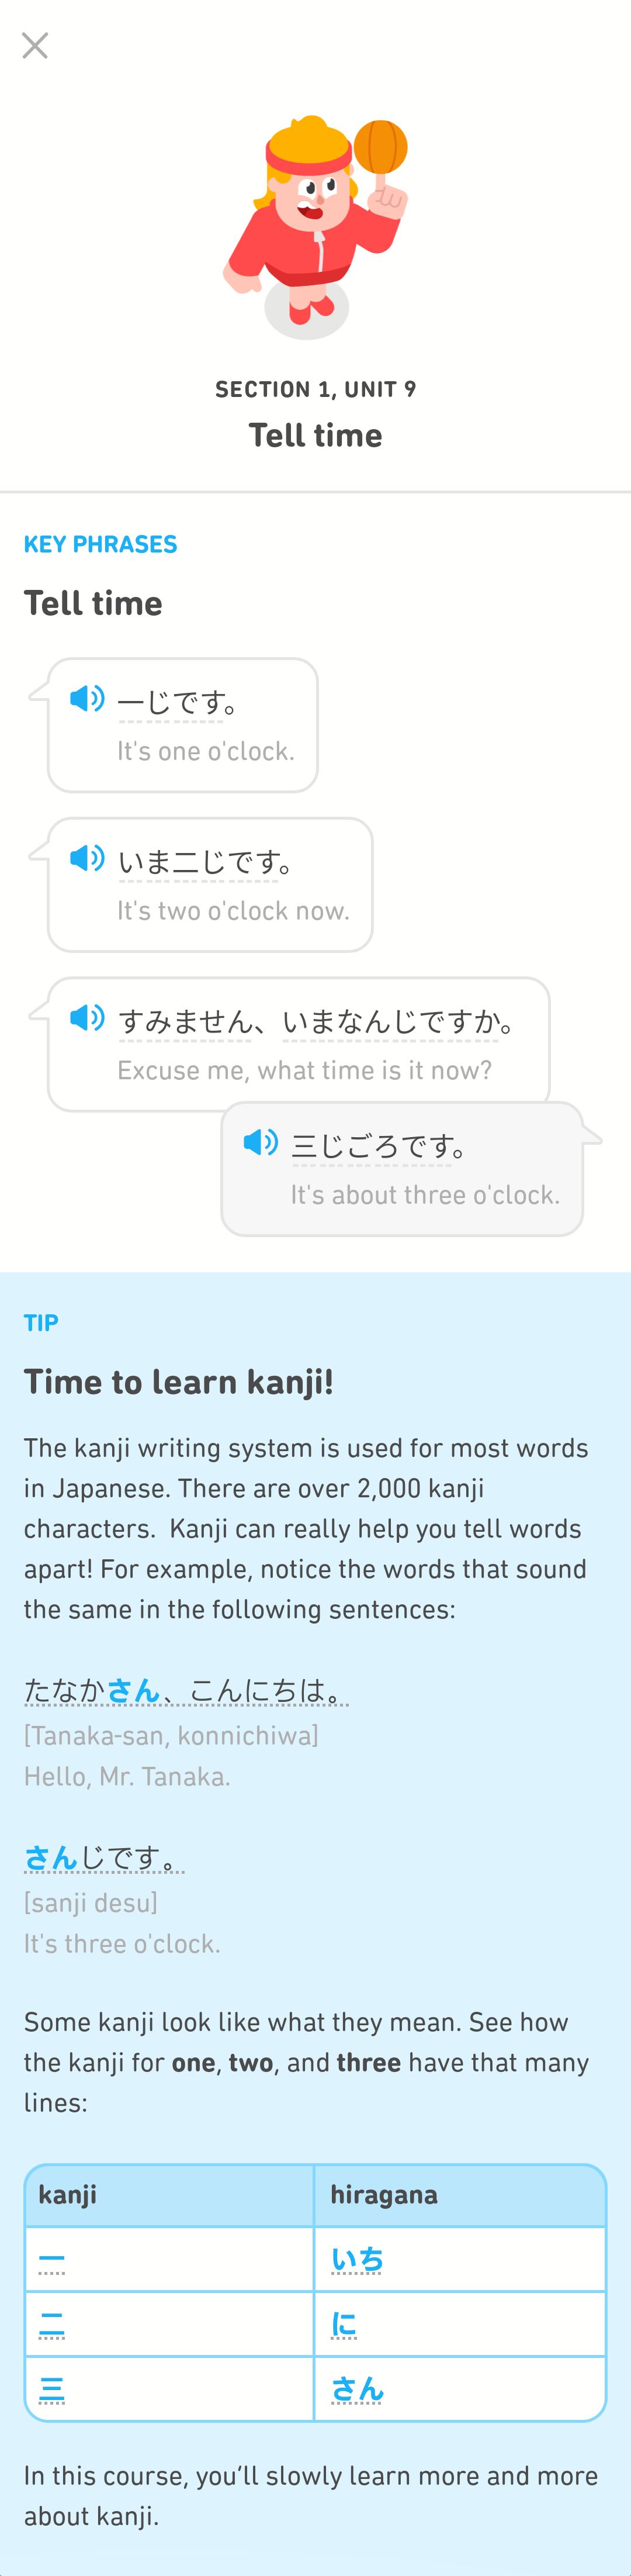 SECTION 1, UNIT 9
Tell time
KEY PHRASES
Tell time
一じです。
It's one o'clock.
いま二じです。
It's two o'clock now.
すみません、いまなんじですか。
Excuse me, what time is it now?
三じごろです。
It's about three o'clock.
TIP
Time to learn kanji!
The kanji writing system is used for most words
in Japanese. There are over 2,000 kanji
characters.  Kanji can really help you tell words
apart! For example, notice the words that sound
the same in the following sentences:
たなかさん、こんにちは。
[Tanaka-san, konnichiwa]
Hello, Mr. Tanaka.
さんじです。
[sanji desu]
It's three o'clock.
Some kanji look like what they mean. See how
the kanji for one, two, and three have that many
lines:
kanji hiragana
一 いち
二 に
三 さん
In this course, you’ll slowly learn more and more
about kanji.